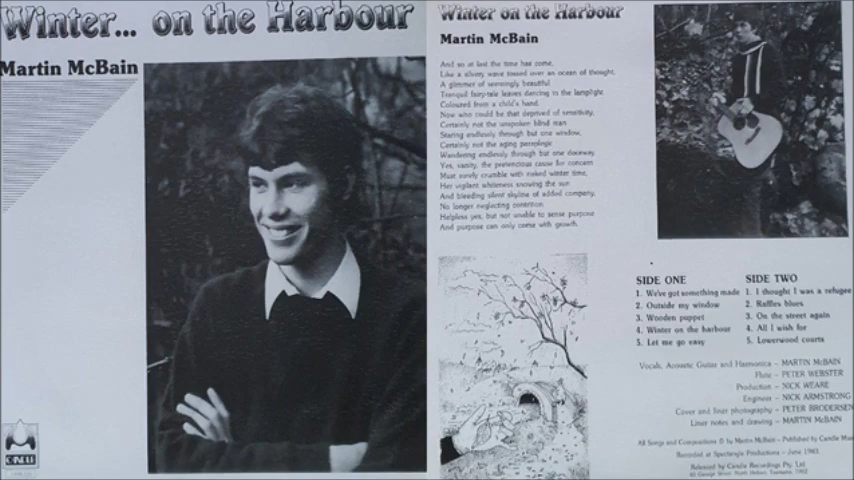 Winter... on the Harbour
Martin McBain
CANDLE
Winter on the Harbour
Martin McBain
And so at last the time has come,
Like a silvery wave tossed over an ocean of thought,
A glimmer of seemingly beautiful
Tranquil fairytale leaves dancing in the lamplight
Coloured from a child's hand.
Now who could be that deprived of sensitivity,
Certainly not the unspoken blind man
Staring endlessly through but one window,
Certainly not the aging
Wandering endlessly through but one doorway
Yes, vanity, the pretentious cause for concern
Must surely crumble with naked winter time,
Her vigilant whiteness snowing the sun
And bleeding silent skyline of added company,
No longer neglecting contention
Helpless yes, but not unable to sense purpose
And purpose can only come with growth.
SIDE ONE
1. We've got something made
2. Outside my window
3. Wooden puppet
4. Winter on the harbour
5. Let me go easy
SIDE TWO
1. I thought I was a refugee
2. Raffles blues
3. On the street again
4. All I wish for
5. Lowerwood courts
Vocals, Acoustic Guitar and Harmonica – MARTIN McBAIN
Flute – PETER WEBSTER
Production – NICK WEARE
Engineer – NICK ARMSTRONG
Cover and liner photography – PETER BRODERSEN
Liner notes and drawing – MARTIN McBAIN
All Songs and Compositions © by Martin McBain – Published by Candle Music
Recorded at Spectangle Productions – June 1981
Released by Candle Recordings Pty. Ltd.
George Street, North Hobart, Tasmania,